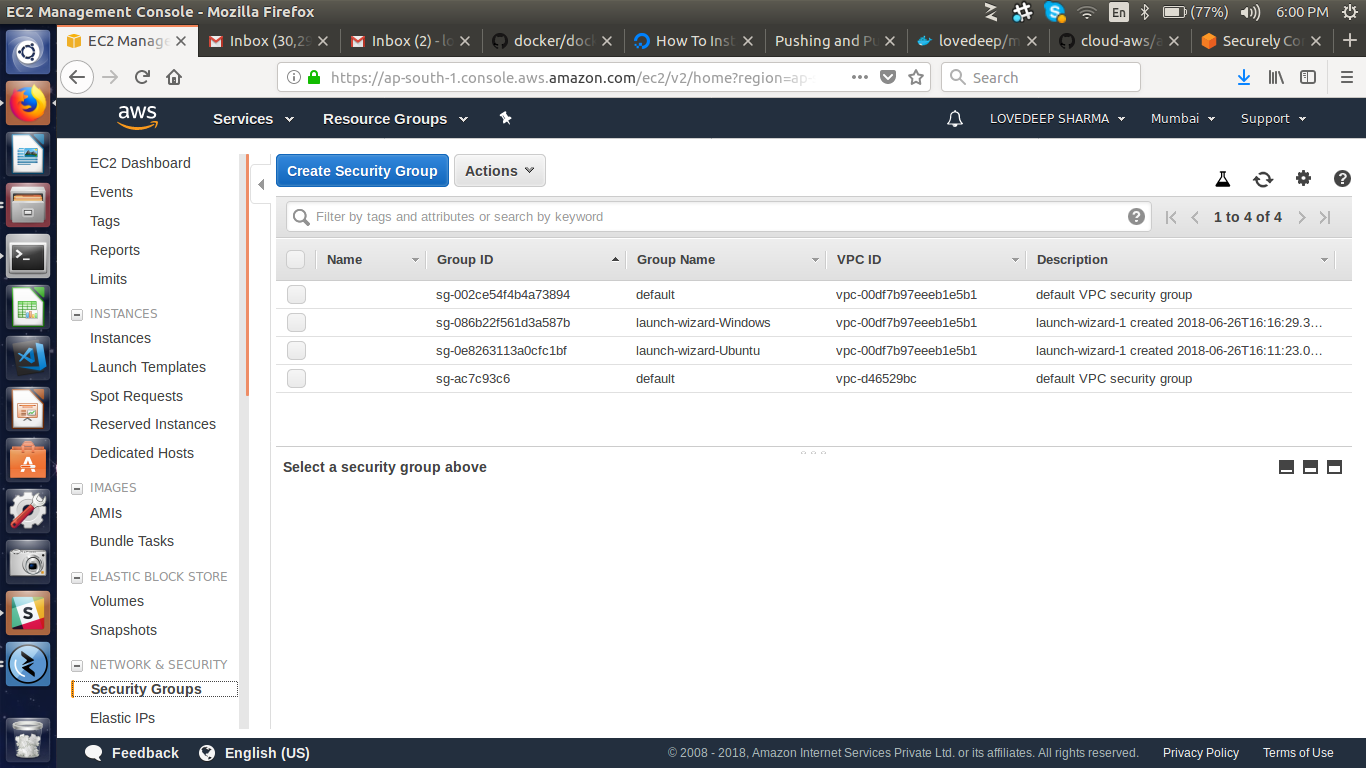 EC2 Management Console - Mozilla Firefox
En (77%) 6:00 PM
EC2 Manage Inbox (30,29 Inbox (2) - lo docker/dock How To Inst Pushing and Pu lovedeep/m cloud-aws/a Securely Co
https://ap-south-1.console.aws.amazon.com/ec2/v2/home?region=ap- Search
aws Services Resource Groups LOVEDEEP SHARMA Mumbai Support
EC2 Dashboard
Events
Tags
Reports
Limits
INSTANCES
Instances
Launch Templates
Spot Requests
Reserved Instances
Dedicated Hosts
IMAGES
AMIs
Bundle Tasks
ELASTIC BLOCK STORE
Volumes
Snapshots
NETWORK & SECURITY
Security Groups
Elastic IPs
Create Security Group Actions
Filter by tags and attributes or search by keyword 1 to 4 of 4
Name Group ID Group Name VPC ID Description
sg-002ce54f4b4a73894 default vpc-00df7b97eeeb1e5b1 default VPC security group
sg-086b22f561d3a587b launch-wizard-Windows vpc-00df7b97eeeb1e5b1 launch-wizard-1 created 2018-06-26T16:16:29.3...
sg-0e8263113a0cfc1bf launch-wizard-Ubuntu vpc-00df7b97eeeb1e5b1 launch-wizard-1 created 2018-06-26T16:11:23.0...
sg-ac7c93c6 default vpc-d46529bc default VPC security group
Select a security group above
Feedback English (US) © 2008 - 2018, Amazon Internet Services Private Ltd. or its affiliates. All rights reserved. Privacy Policy Terms of Use